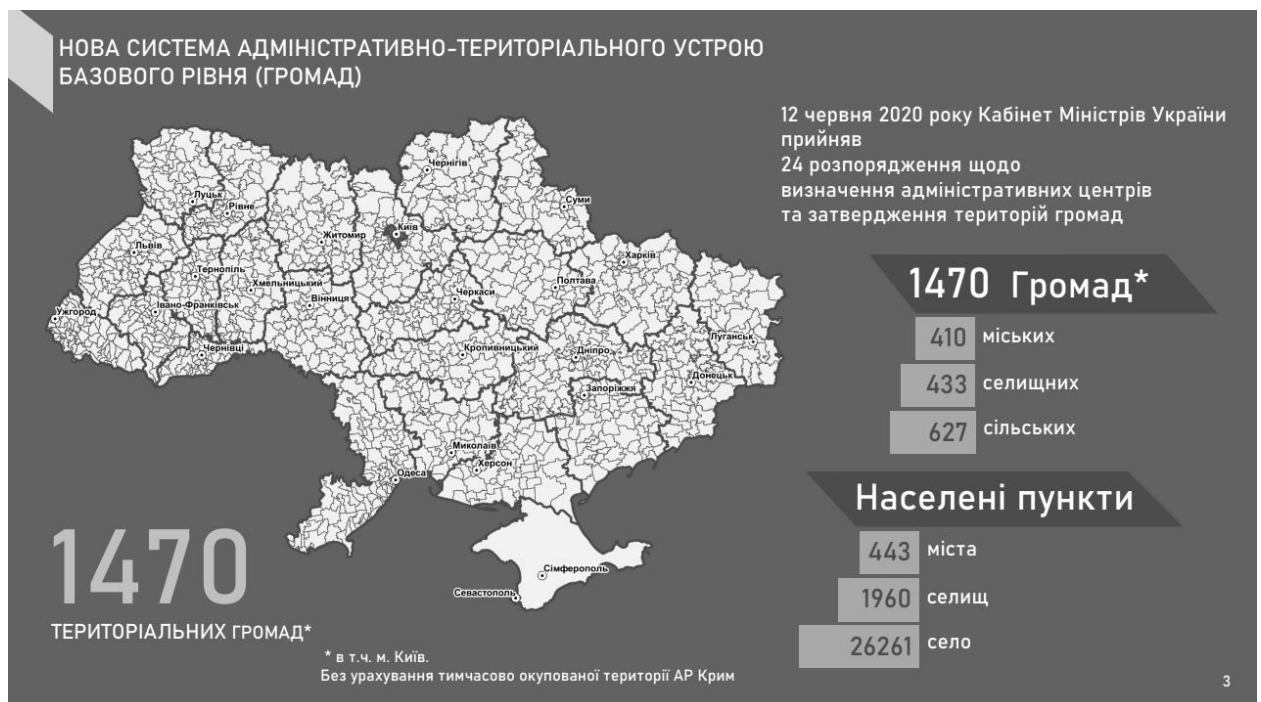 НОВА СИСТЕМА АДМІНІСТРАТИВНО-ТЕРИТОРІАЛЬНОГО УСТРОЮ
БАЗОВОГО РІВНЯ (ГРОМАД)
12 червня 2020 року Кабінет Міністрів України
прийняв
24 розпорядження щодо
визначення адміністративних центрів
та затвердження територій громад
Чернігів
Луцьк
Рівне
Суми
Київ
Житомир
Львів
Харків
Тернопіль
Хмельницький
Полтава
Вінниця
Черкаси
Івано-Франківськ
Ужгород
Луганськ
Чернівці
Кропивницький
Дніпро
Донецьк
Запоріжжя
Миколаїв
Херсон
Одеса
Сімферополь
Севастополь
1470 Громад*
410 міських
433 селищних
627 сільських
Населені пункти
443 міста
1960 селищ
26261 село
1470
ТЕРИТОРІАЛЬНИХ ГРОМАД*
* в т.ч. м. Київ.
Без урахування тимчасово окупованої території АР Крим
3